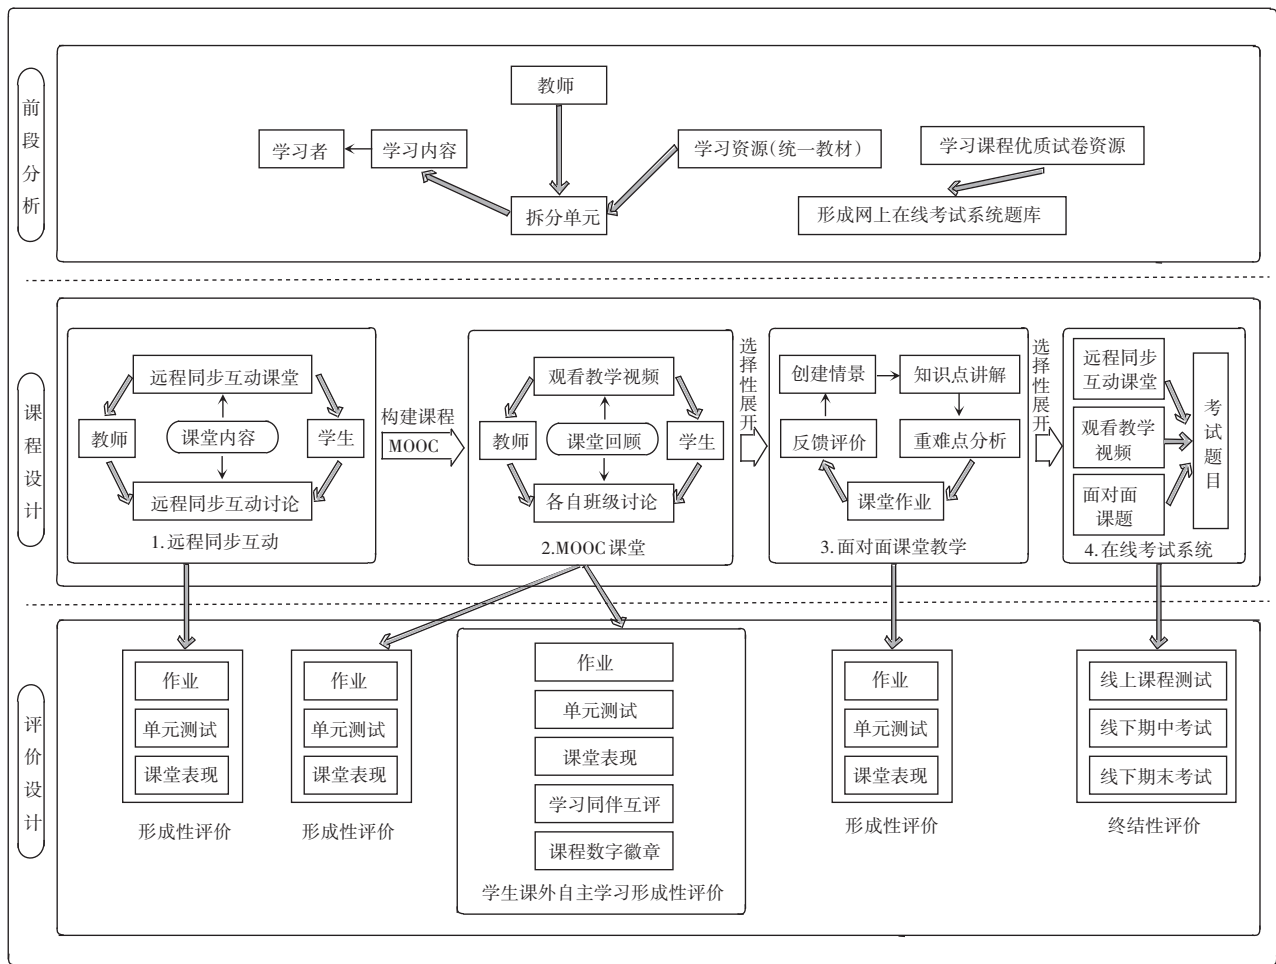 前段分析
教师
学习者
学习内容
学习资源(统一教材)
学习课程优质试卷资源
拆分单元
形成网上在线考试系统题库
课程设计
远程同步互动课堂
教师
课堂内容
学生
远程同步互动讨论
1.远程同步互动
构建课程
MOOC
观看教学视频
教师
课堂回顾
学生
各自班级讨论
2.MOOC课堂
选择性展开
创建情景
知识点讲解
反馈评价
重难点分析
课堂作业
3.面对面课堂教学
选择性展开
远程同步
互动课堂
观看教学
视频
面对面
课题
考试题目
4.在线考试系统
评价设计
作业
单元测试
课堂表现
形成性评价
作业
单元测试
课堂表现
形成性评价
作业
单元测试
课堂表现
学习同伴互评
课程数字徽章
学生课外自主学习形成性评价
作业
单元测试
课堂表现
形成性评价
线上课程测试
线下期中考试
线下期末考试
终结性评价